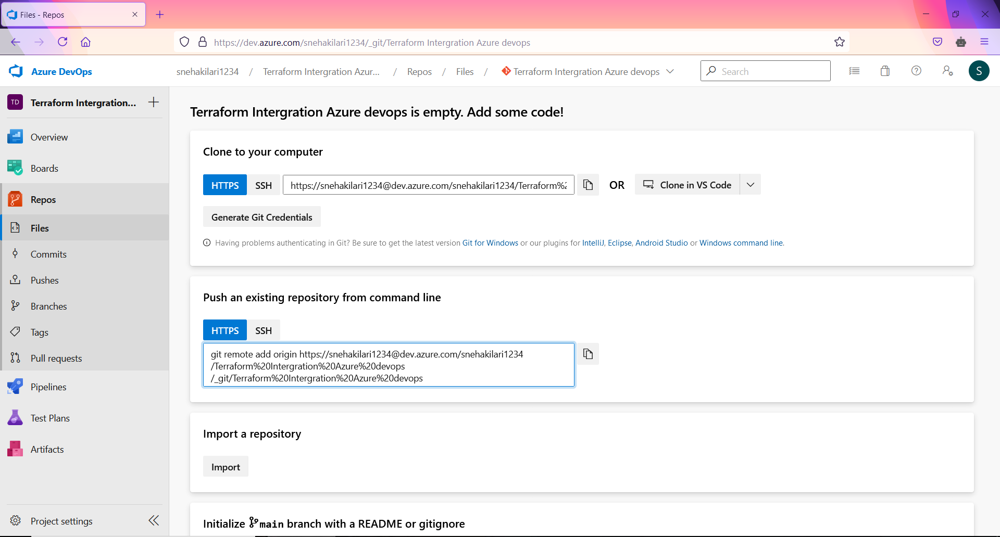 Files - Repos
https://dev.azure.com/snehakilari1234/_git/Terraform Intergration Azure devops
Azure DevOps
snehakilari1234 / Terraform Intergration Azur... / Repos / Files / Terraform Intergration Azure devops
Search
S
TD
Terraform Intergration...
Overview
Boards
Repos
Files
Commits
Pushes
Branches
Tags
Pull requests
Pipelines
Test Plans
Artifacts
Project settings
Terraform Intergration Azure devops is empty. Add some code!
Clone to your computer
HTTPS SSH https://snehakilari1234@dev.azure.com/snehakilari1234/Terraform%2 OR Clone in VS Code
Generate Git Credentials
Having problems authenticating in Git? Be sure to get the latest version Git for Windows or our plugins for IntelliJ, Eclipse, Android Studio or Windows command line.
Push an existing repository from command line
HTTPS SSH
git remote add origin https://snehakilari1234@dev.azure.com/snehakilari1234
/Terraform%20Intergration%20Azure%20devops
/_git/Terraform%20Intergration%20Azure%20devops
Import a repository
Import
Initialize main branch with a README or gitignore